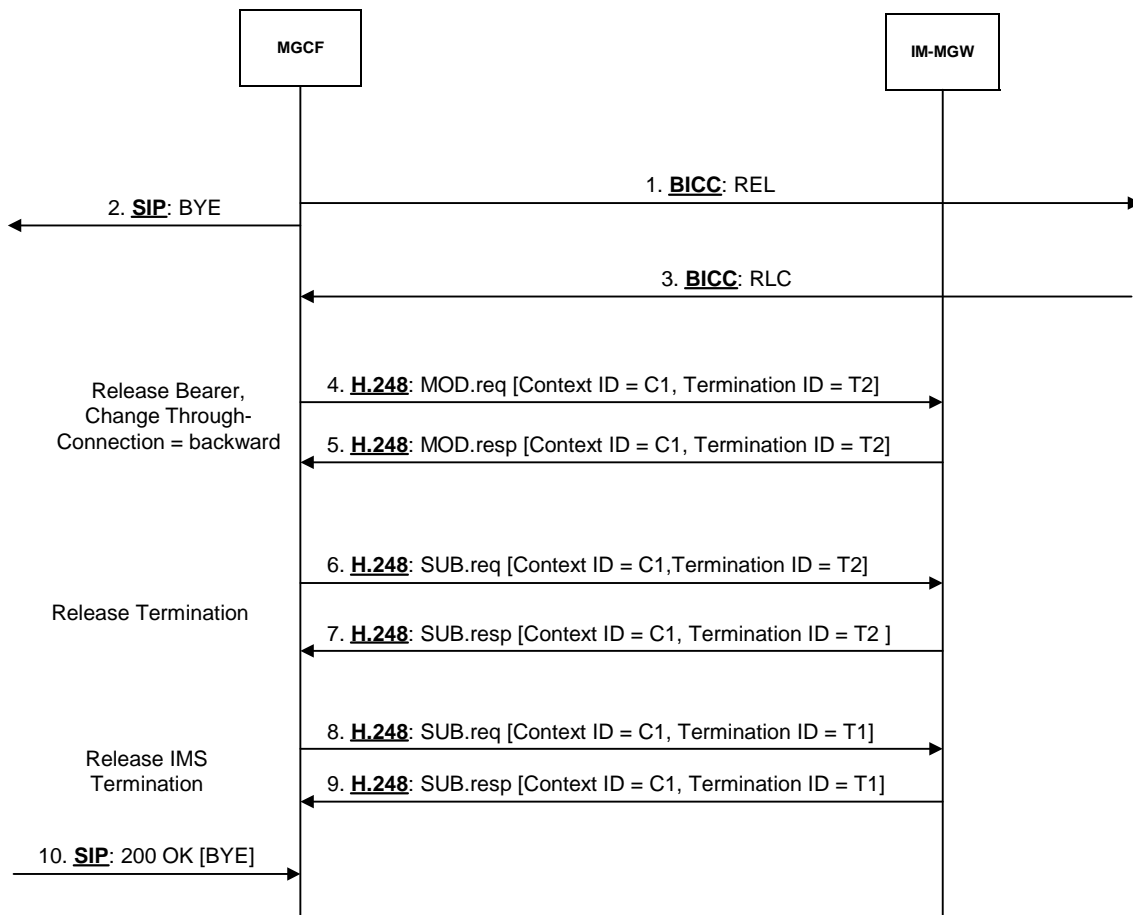 MGCF
IM-MGW
1. BICC: REL
2. SIP: BYE
3. BICC: RLC
Release Bearer,
Change Through-
Connection = backward
4. H.248: MOD.req [Context ID = C1, Termination ID = T2]
5. H.248: MOD.resp [Context ID = C1, Termination ID = T2]
6. H.248: SUB.req [Context ID = C1,Termination ID = T2]
Release Termination
7. H.248: SUB.resp [Context ID = C1, Termination ID = T2 ]
8. H.248: SUB.req [Context ID = C1, Termination ID = T1]
Release IMS
Termination
9. H.248: SUB.resp [Context ID = C1, Termination ID = T1]
10. SIP: 200 OK [BYE]